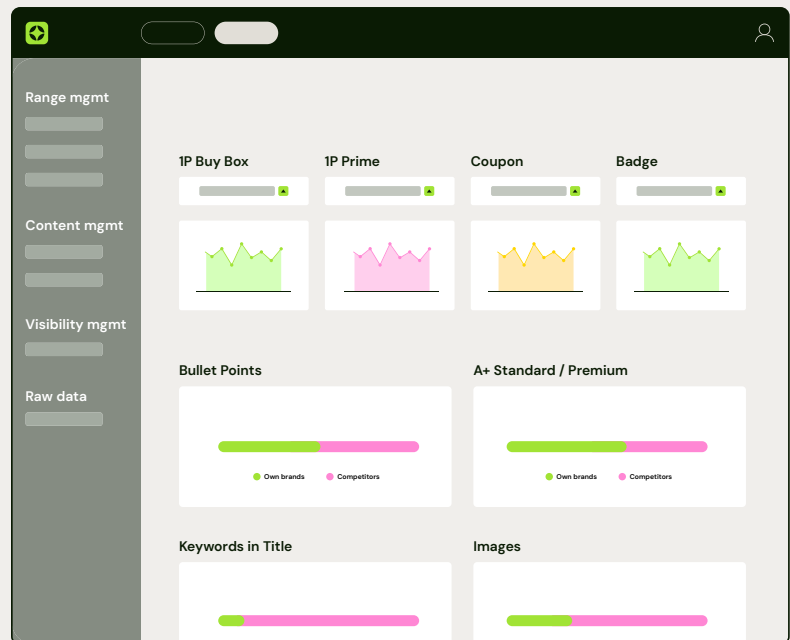 Range mgmt
Content mgmt
Visibility mgmt
Raw data
1P Buy Box
1P Prime
Coupon
Badge
Bullet Points
Own brands
Competitors
A+ Standard / Premium
Own brands
Competitors
Keywords in Title
Images